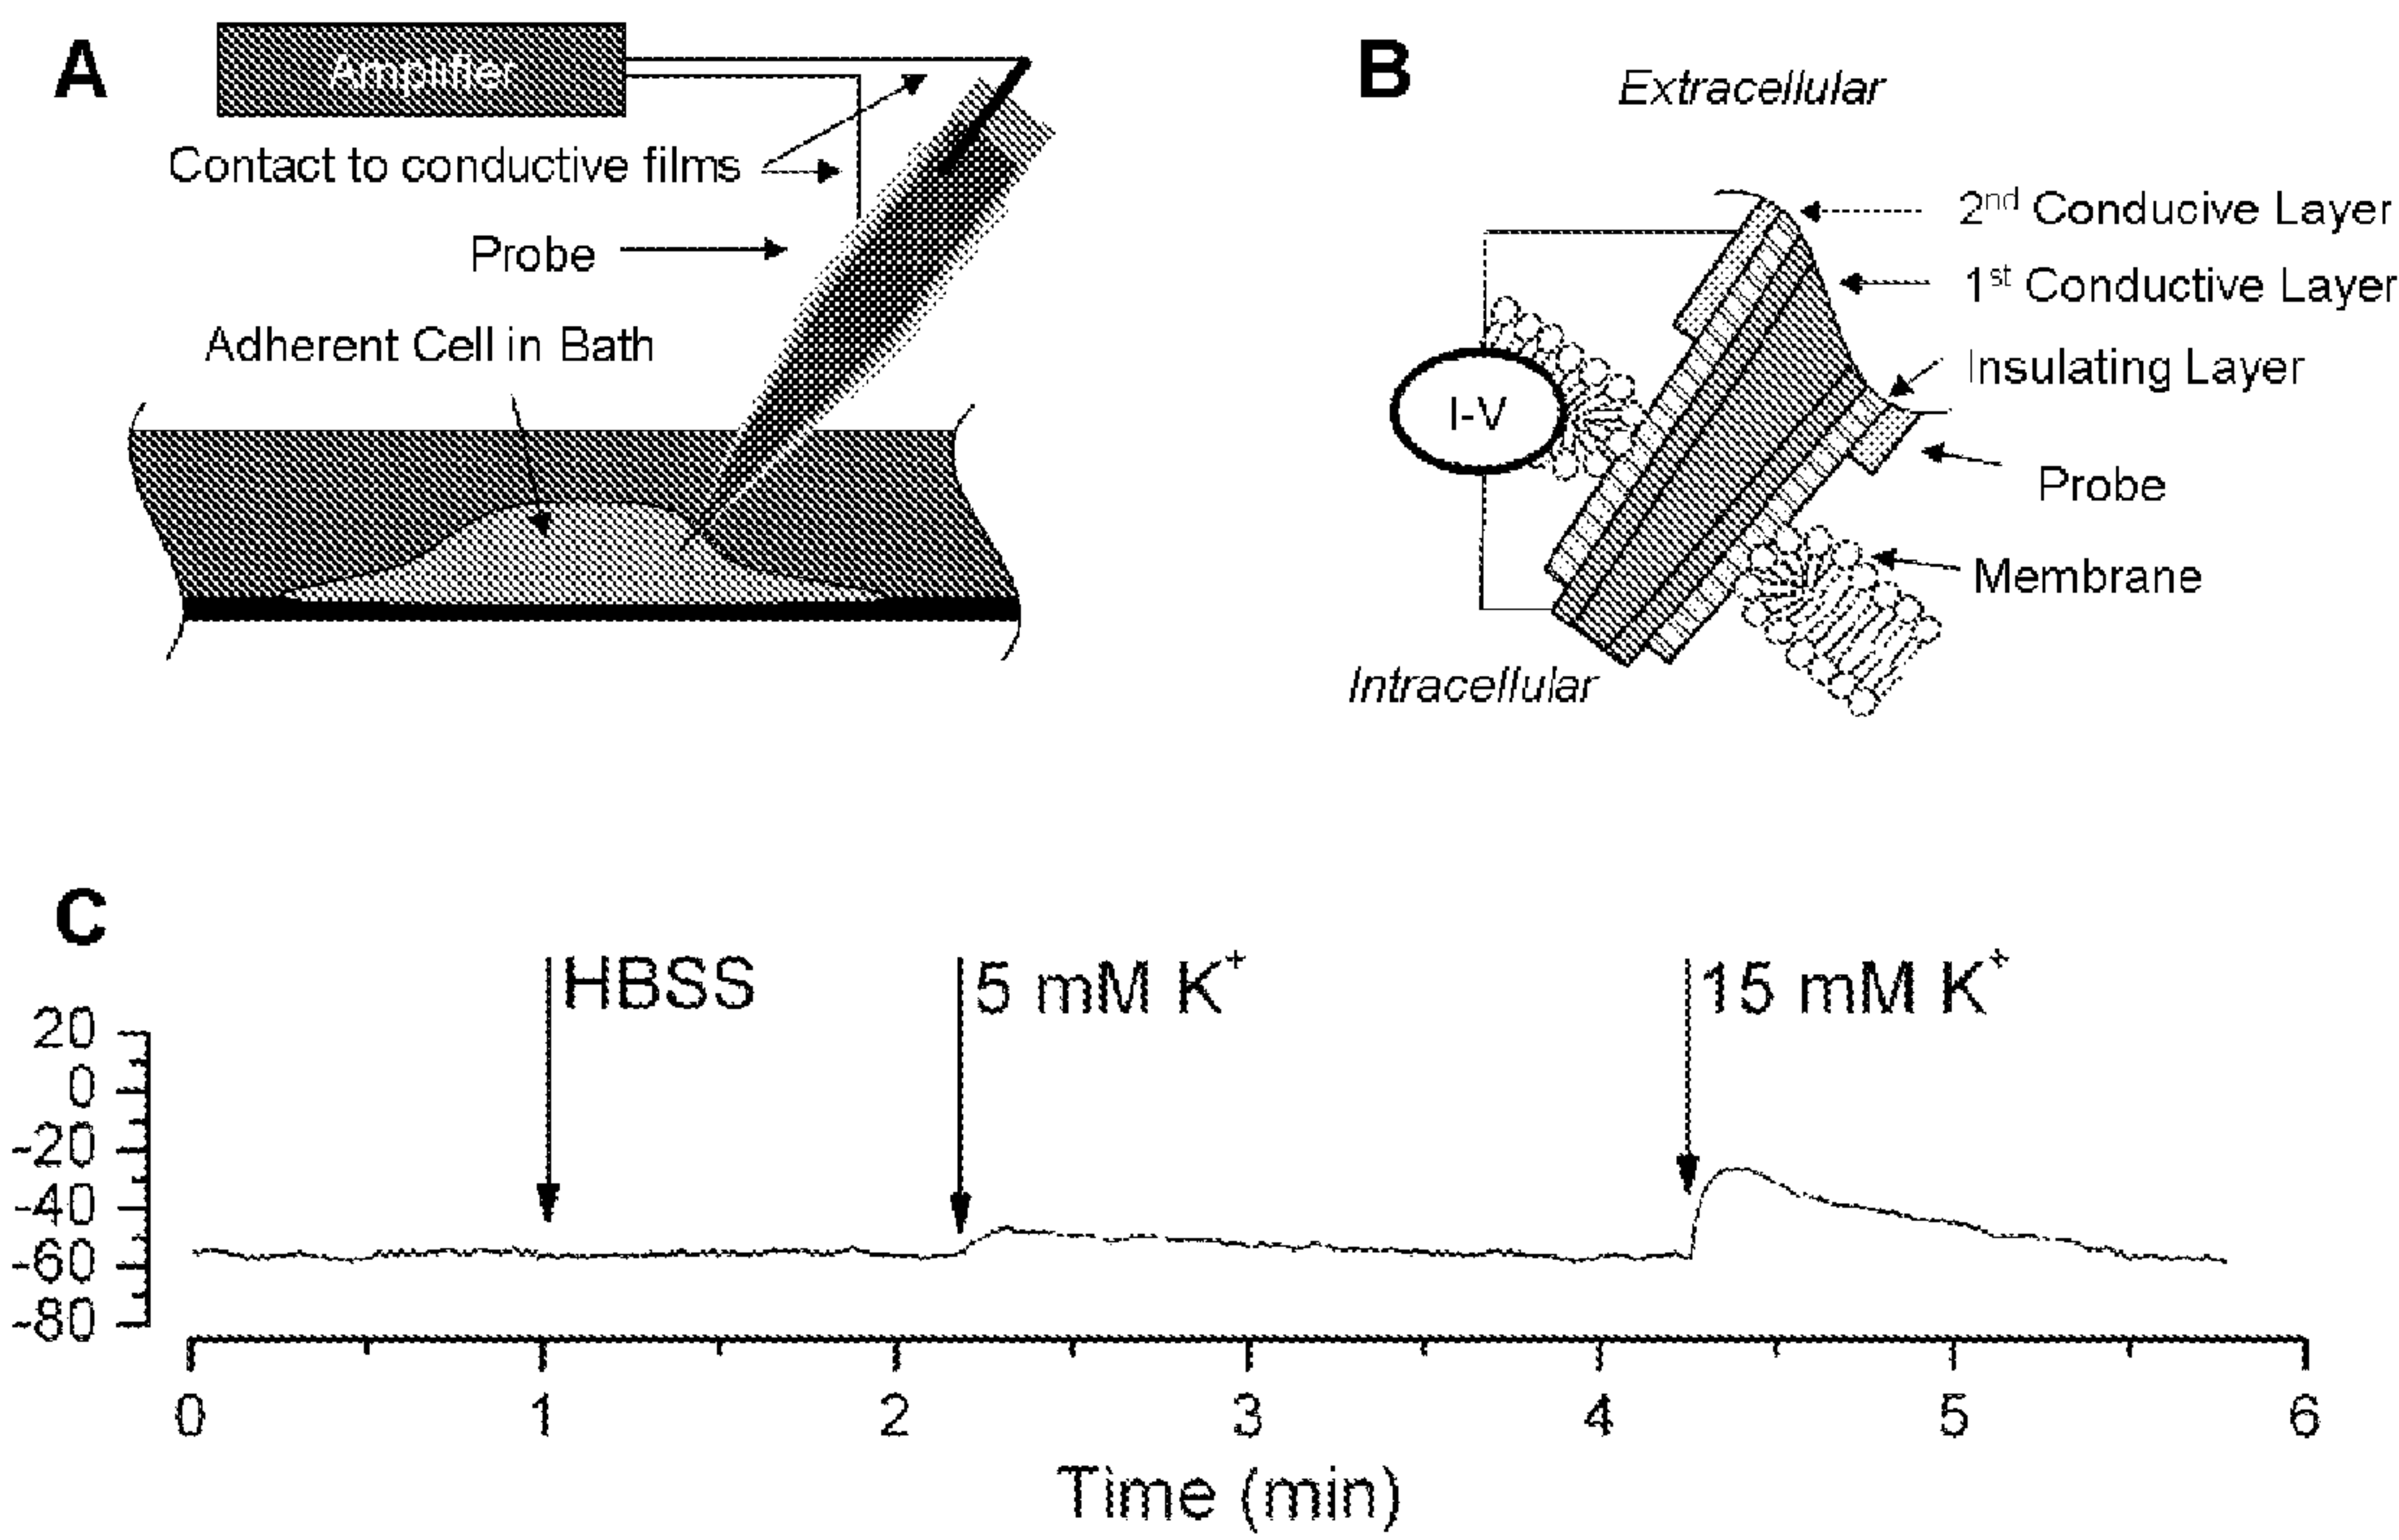 A
Amplifier
Contact to conductive films
Probe
Adherent Cell in Bath
B
Extracellular
2nd Conducive Layer
1st Conductive Layer
Insulating Layer
I-V
Probe
Membrane
Intracellular
C
HBSS
5 mM K+
15 mM K+
20
0
-20
-40
-60
-80
0 1 2 3 4 5 6
Time (min)